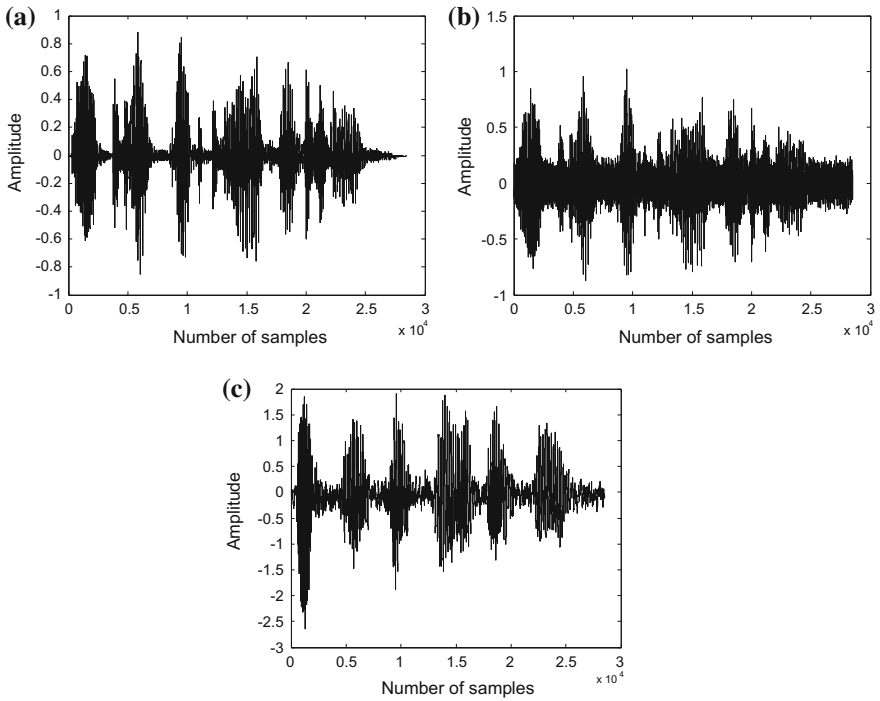 (a)
1
0.8
0.6
0.4
0.2
0
-0.2
-0.4
-0.6
-0.8
-1
Amplitude
0 0.5 1 1.5 2 2.5 3
x 10^4
Number of samples
(b)
1.5
1
0.5
0
-0.5
-1
Amplitude
0 0.5 1 1.5 2 2.5 3
x 10^4
Number of samples
(c)
2
1.5
1
0.5
0
-0.5
-1
-1.5
-2
-2.5
-3
Amplitude
0 0.5 1 1.5 2 2.5 3
x 10^4
Number of samples